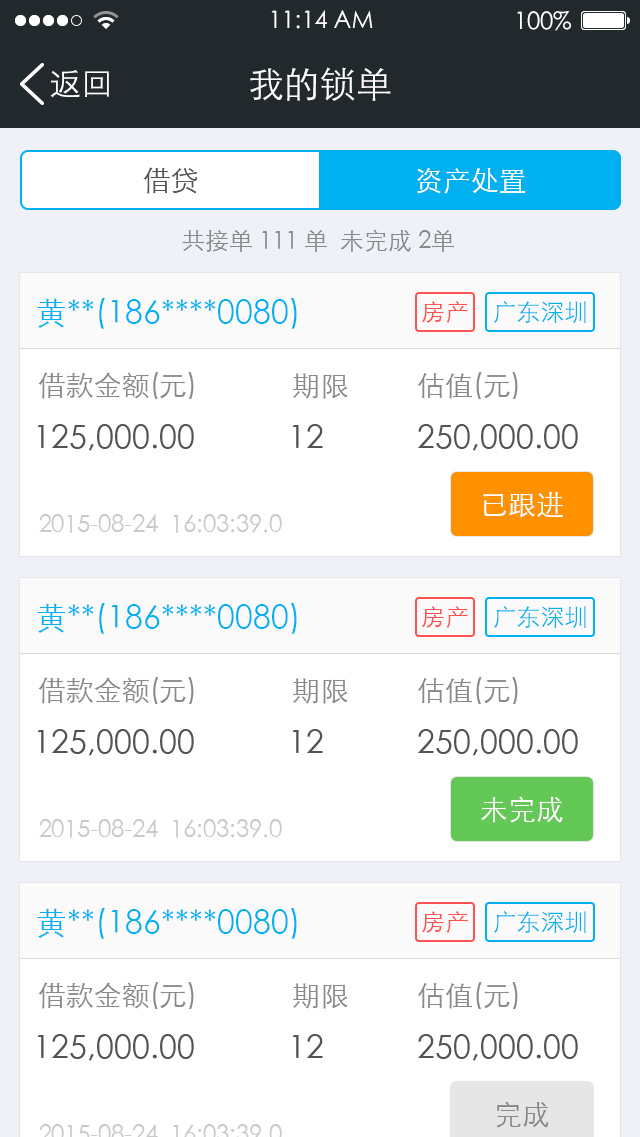 11:14 AM 100%
返回 我的锁单
借贷 资产处置
共接单 111 单 未完成 2单
黄**(186****0080) 房产 广东深圳
借款金额(元) 期限 估值(元)
125,000.00 12 250,000.00
已跟进
2015-08-24 16:03:39.0
黄**(186****0080) 房产 广东深圳
借款金额(元) 期限 估值(元)
125,000.00 12 250,000.00
未完成
2015-08-24 16:03:39.0
黄**(186****0080) 房产 广东深圳
借款金额(元) 期限 估值(元)
125,000.00 12 250,000.00
完成
2015-08-24 16:03:39.0